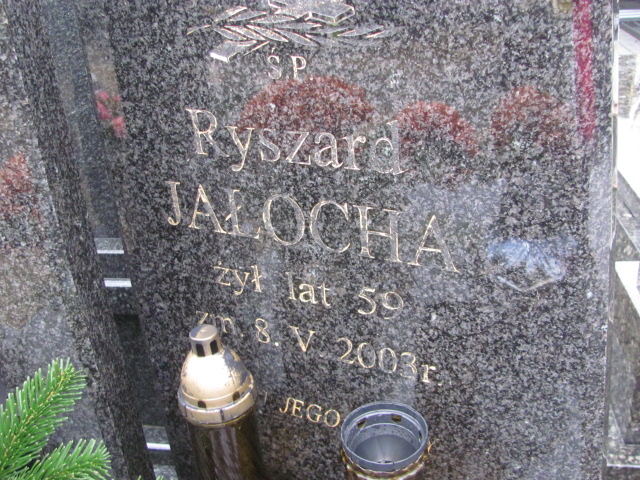 ŚP
Ryszard
JAŁOCHA
żył lat 59
zm. 8. V. 2003r.
JEGO